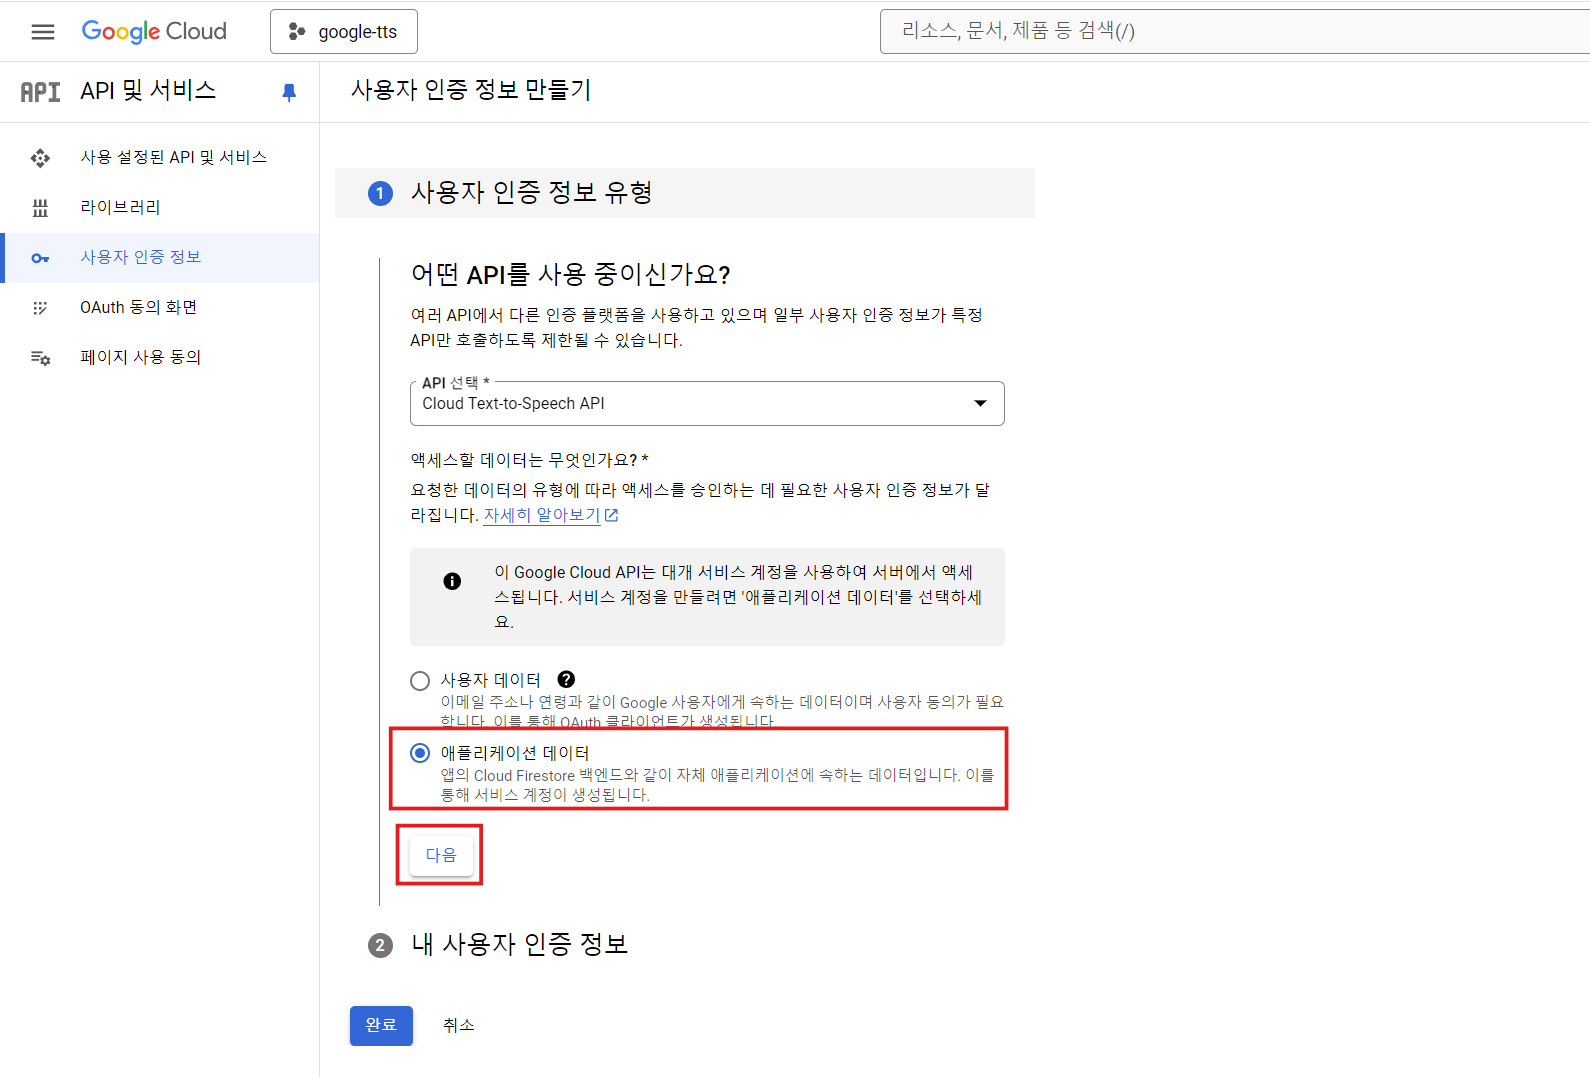 Google Cloud
google-tts
리소스, 문서, 제품 등 검색(/)
API
API 및 서비스
사용자 인증 정보 만들기
사용 설정된 API 및 서비스
라이브러리
사용자 인증 정보
OAuth 동의 화면
페이지 사용 동의
1 사용자 인증 정보 유형
어떤 API를 사용 중이신가요?
여러 API에서 다른 인증 플랫폼을 사용하고 있으며 일부 사용자 인증 정보가 특정
API만 호출하도록 제한될 수 있습니다.
API 선택 *
Cloud Text-to-Speech API
액세스할 데이터는 무엇인가요? *
요청한 데이터의 유형에 따라 액세스를 승인하는 데 필요한 사용자 인증 정보가 달
라집니다. 자세히 알아보기
이 Google Cloud API는 대개 서비스 계정을 사용하여 서버에서 액세
스됩니다. 서비스 계정을 만들려면 '애플리케이션 데이터'를 선택하세
요.
사용자 데이터
이메일 주소나 연령과 같이 Google 사용자에게 속하는 데이터이며 사용자 동의가 필요
합니다. 이를 통해 OAuth 클라이언트가 생성됩니다.
애플리케이션 데이터
앱의 Cloud Firestore 백엔드와 같이 자체 애플리케이션에 속하는 데이터입니다. 이를
통해 서비스 계정이 생성됩니다.
다음
2 내 사용자 인증 정보
완료
취소